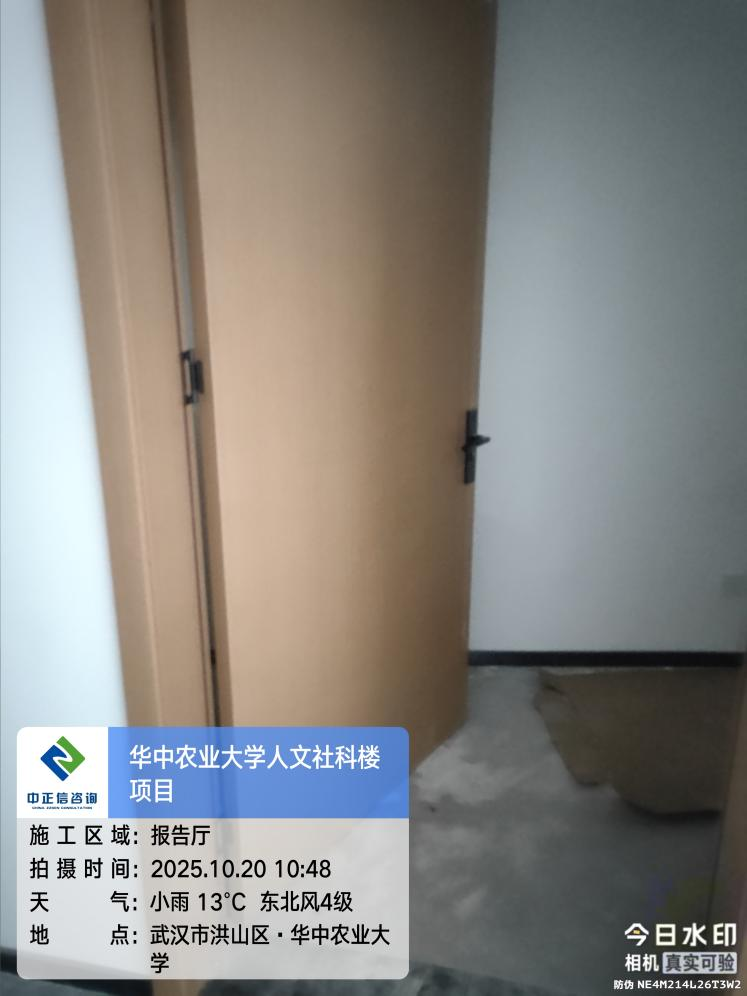 中正信咨询
华中农业大学人文社科楼
项目
施工区域：报告厅
拍摄时间：2025.10.20 10:48
天气：小雨 13°C 东北风4级
地点：武汉市洪山区·华中农业大
学
今日水印
相机 真实可验
防伪 NE4M214L26T3W2